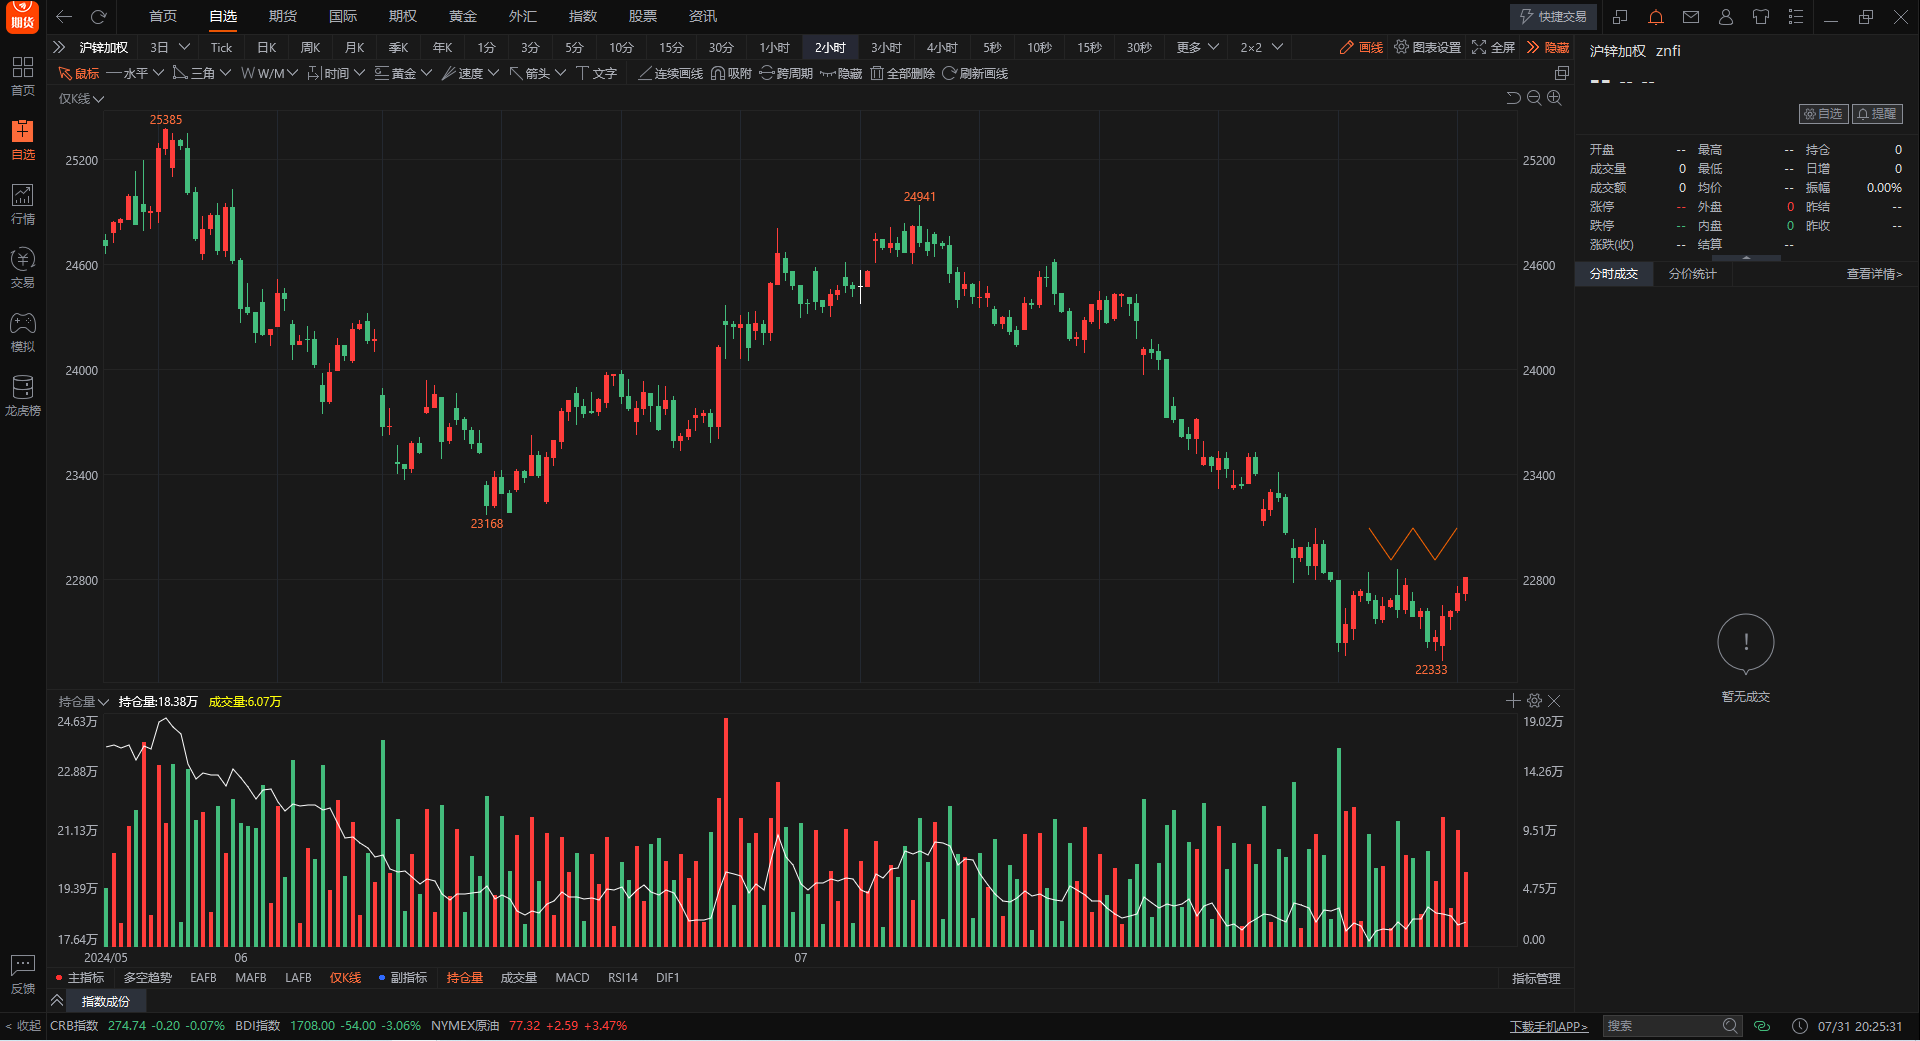 期货
首页 自选 期货 国际 期权 黄金 外汇 指数 股票 资讯
快捷交易
沪锌加权 3日 Tick 日K 周K 月K 季K 年K 1分 3分 5分 10分 15分 30分 1小时 2小时 3小时 4小时 5秒 10秒 15秒 30秒 更多 2×2
画线 图表设置 全屏 隐藏
鼠标 水平 三角 W/M 时间 黄金 速度 箭头 文字 连续画线 吸附 跨周期 隐藏 全部删除 刷新画线
仅K线
首页
自选
行情
交易
模拟
龙虎榜
反馈
< 收起
25385
24941
23168
22333
25200 25200
24600 24600
24000 24000
23400 23400
22800 22800
持仓量 持仓量:18.38万 成交量:6.07万
24.63万 19.02万
22.88万 14.26万
21.13万 9.51万
19.39万 4.75万
17.64万 0.00
2024/05 06 07
主指标 多空趋势 EAFB MAFB LAFB 仅K线 副指标 持仓量 成交量 MACD RSI14 DIF1 指标管理
指数成份
沪锌加权 znfi
-- -- --
自选 提醒
开盘 -- 最高 -- 持仓 0
成交量 0 最低 -- 日增 0
成交额 0 均价 -- 振幅 0.00%
涨停 -- 外盘 0 昨结 --
跌停 -- 内盘 0 昨收 --
涨跌(收) -- 结算 --
分时成交 分价统计 查看详情>
!
暂无成交
CRB指数 274.74 -0.20 -0.07% BDI指数 1708.00 -54.00 -3.06% NYMEX原油 77.32 +2.59 +3.47%
下载手机APP> 搜索 07/31 20:25:31